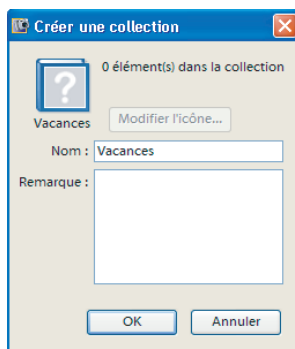 Créer une collection
0 élément(s) dans la collection
Vacances
Modifier l'icône...
Nom : Vacances
Remarque :
OK Annuler